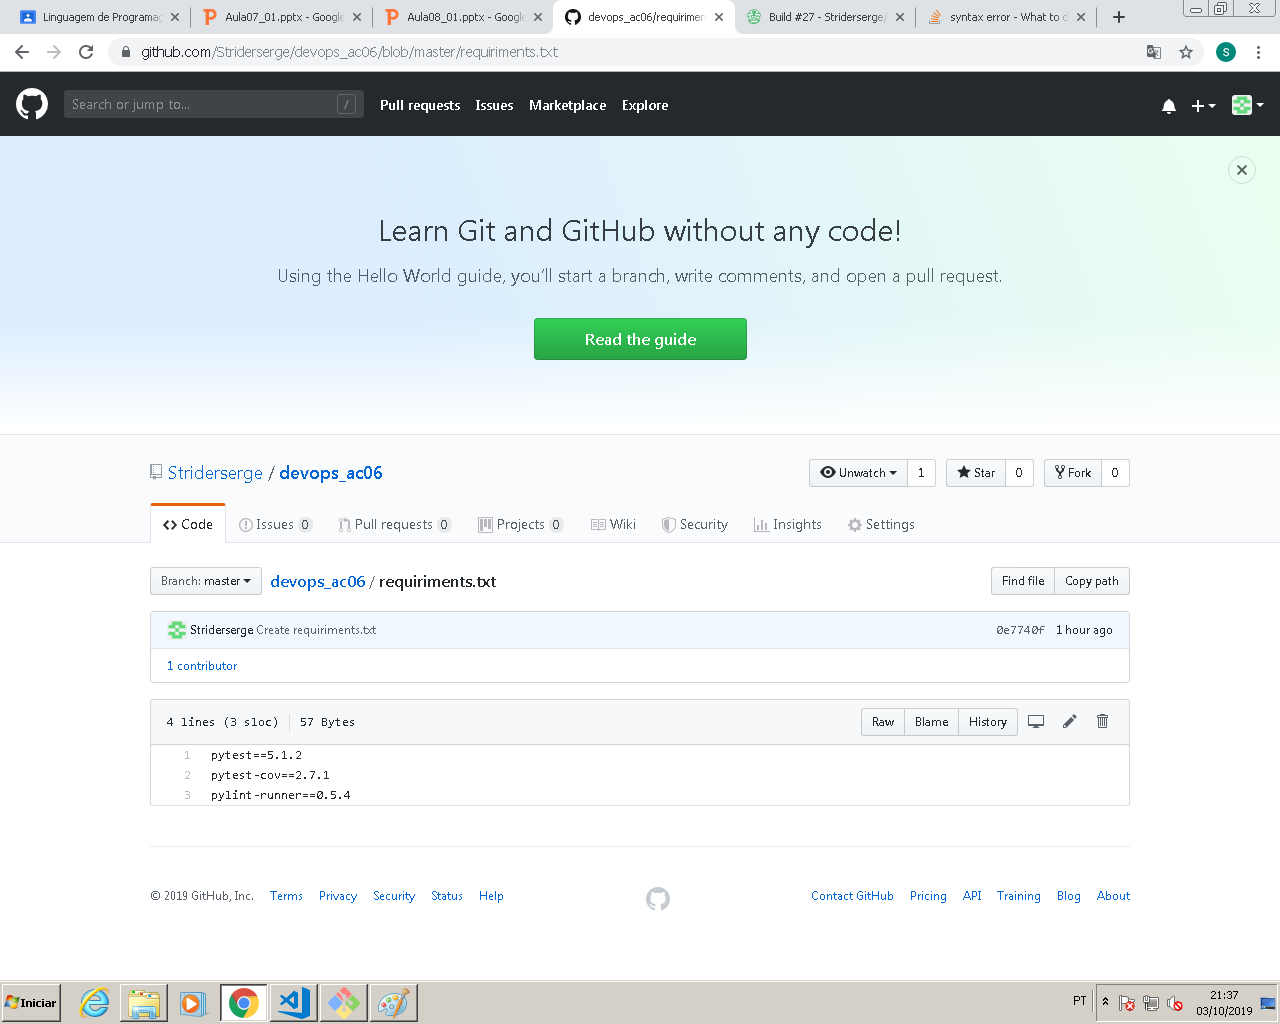 Linguagem de Programaç
Aula07_01.pptx - Google
Aula08_01.pptx - Google
devops_ac06/requirimen
Build #27 - Striderserge/
syntax error - What to d
github.com/Striderserge/devops_ac06/blob/master/requiriments.txt
S
Search or jump to...
/
Pull requests
Issues
Marketplace
Explore
Learn Git and GitHub without any code!
Using the Hello World guide, you’ll start a branch, write comments, and open a pull request.
Read the guide
Striderserge / devops_ac06
Unwatch 1
Star 0
Fork 0
Code
Issues 0
Pull requests 0
Projects 0
Wiki
Security
Insights
Settings
Branch: master
devops_ac06 / requiriments.txt
Find file
Copy path
Striderserge Create requiriments.txt
0e7740f 1 hour ago
1 contributor
4 lines (3 sloc) 57 Bytes
Raw
Blame
History
1 pytest==5.1.2
2 pytest-cov==2.7.1
3 pylint-runner==0.5.4
© 2019 GitHub, Inc.
Terms
Privacy
Security
Status
Help
Contact GitHub
Pricing
API
Training
Blog
About
Iniciar
PT
21:37
03/10/2019